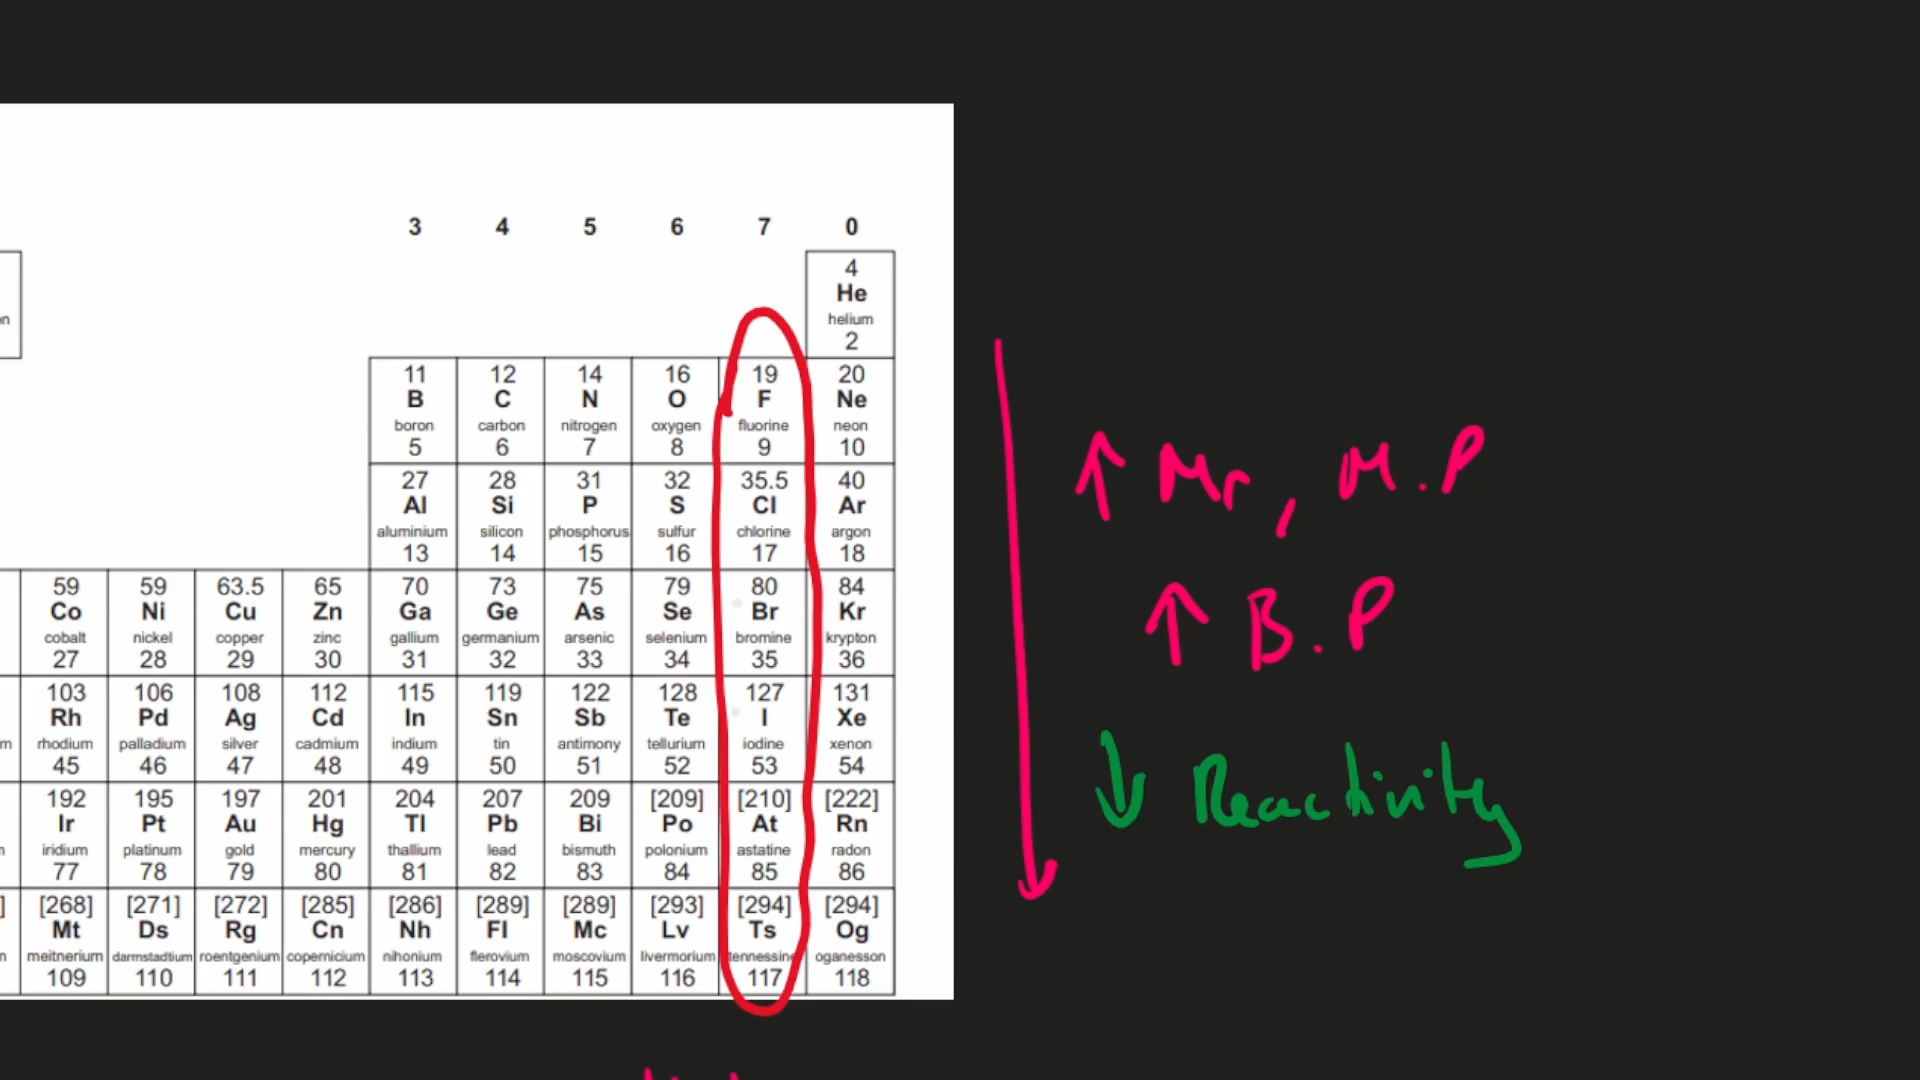 3 4 5 6 7 0
4
He
en helium
2
11 12 14 16 19 20
B C N O F Ne
boron carbon nitrogen oxygen fluorine neon
5 6 7 8 9 10
27 28 31 32 35.5 40
Al Si P S Cl Ar
aluminium silicon phosphorus sulfur chlorine argon
13 14 15 16 17 18
59 59 63.5 65 70 73 75 79 80 84
Co Ni Cu Zn Ga Ge As Se Br Kr
cobalt nickel copper zinc gallium germanium arsenic selenium bromine krypton
27 28 29 30 31 32 33 34 35 36
103 106 108 112 115 119 122 128 127 131
Rh Pd Ag Cd In Sn Sb Te I Xe
m rhodium palladium silver cadmium indium tin antimony tellurium iodine xenon
45 46 47 48 49 50 51 52 53 54
192 195 197 201 204 207 209 [209] [210] [222]
Ir Pt Au Hg Tl Pb Bi Po At Rn
iridium platinum gold mercury thallium lead bismuth polonium astatine radon
77 78 79 80 81 82 83 84 85 86
] [268] [271] [272] [285] [286] [289] [289] [293] [294] [294]
Mt Ds Rg Cn Nh Fl Mc Lv Ts Og
n meitnerium darmstadtium roentgenium copernicium nihonium flerovium moscovium livermorium tennessine oganesson
109 110 111 112 113 114 115 116 117 118
↑ Mr, M.P
↑ B.P
↓ Reactivity